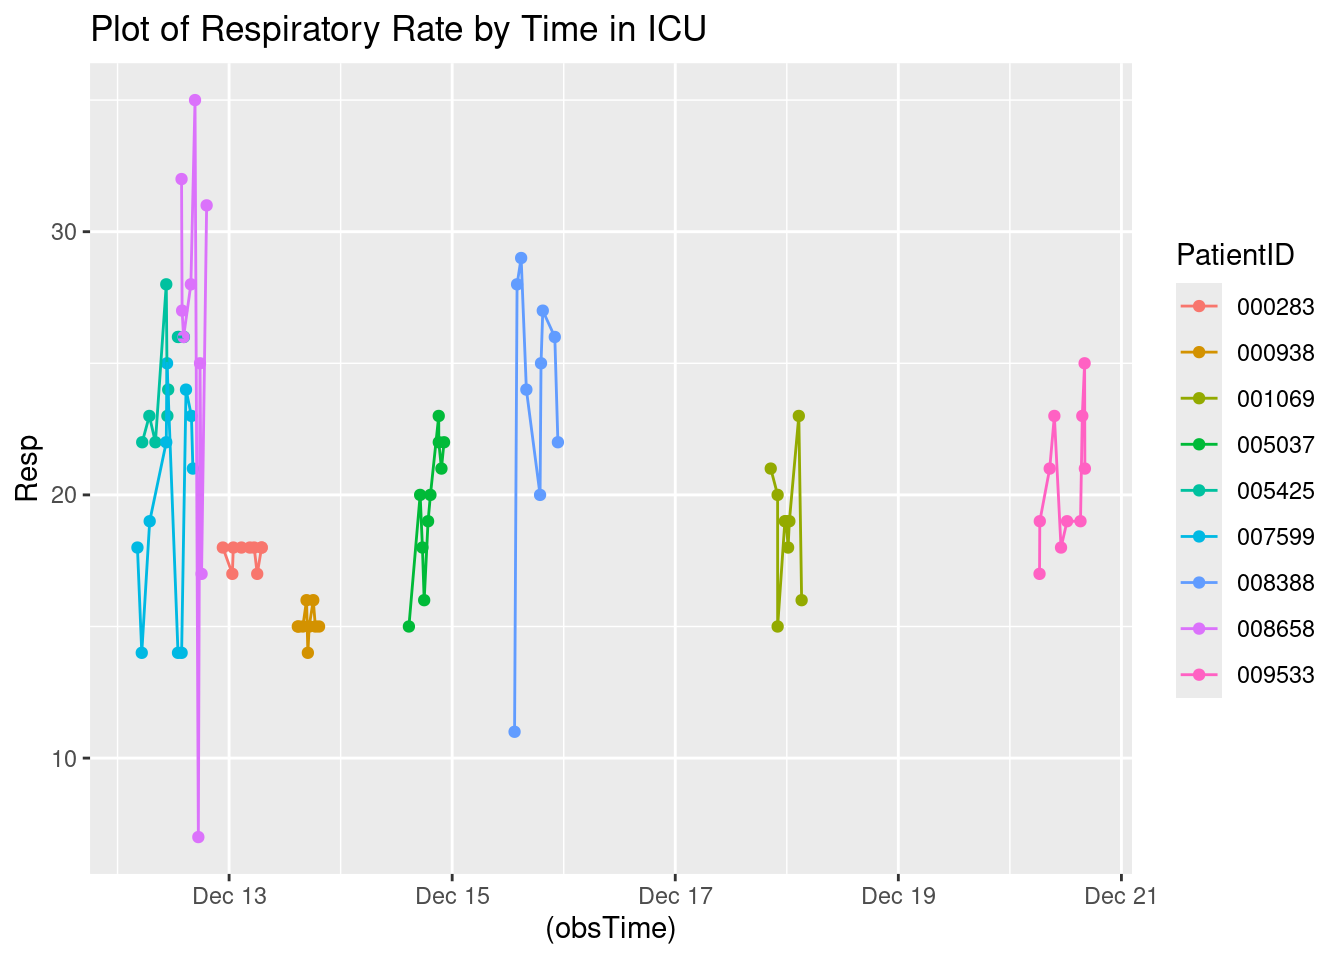 Plot of Respiratory Rate by Time in ICU
Resp
30
20
10
Dec 13
Dec 15
Dec 17
Dec 19
Dec 21
(obsTime)
PatientID
000283
000938
001069
005037
005425
007599
008388
008658
009533